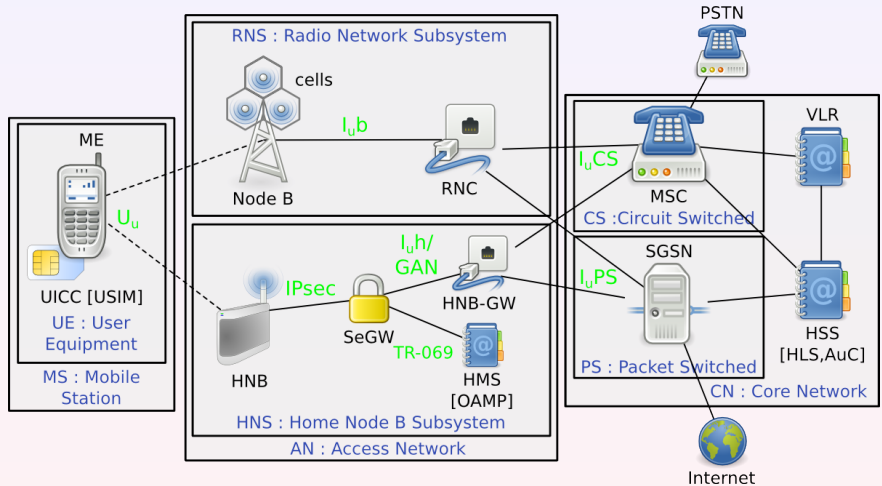 PSTN
RNS : Radio Network Subsystem
cells
Iub
Node B
RNC
ME
Uu
UICC [USIM]
UE : User
Equipment
MS : Mobile
Station
IPsec
HNB
SeGW
Iuh/
GAN
HNB-GW
TR-069
HMS
[OAMP]
HNS : Home Node B Subsystem
AN : Access Network
IuCS
MSC
CS :Circuit Switched
VLR
SGSN
IuPS
PS : Packet Switched
HSS
[HLS,AuC]
CN : Core Network
Internet